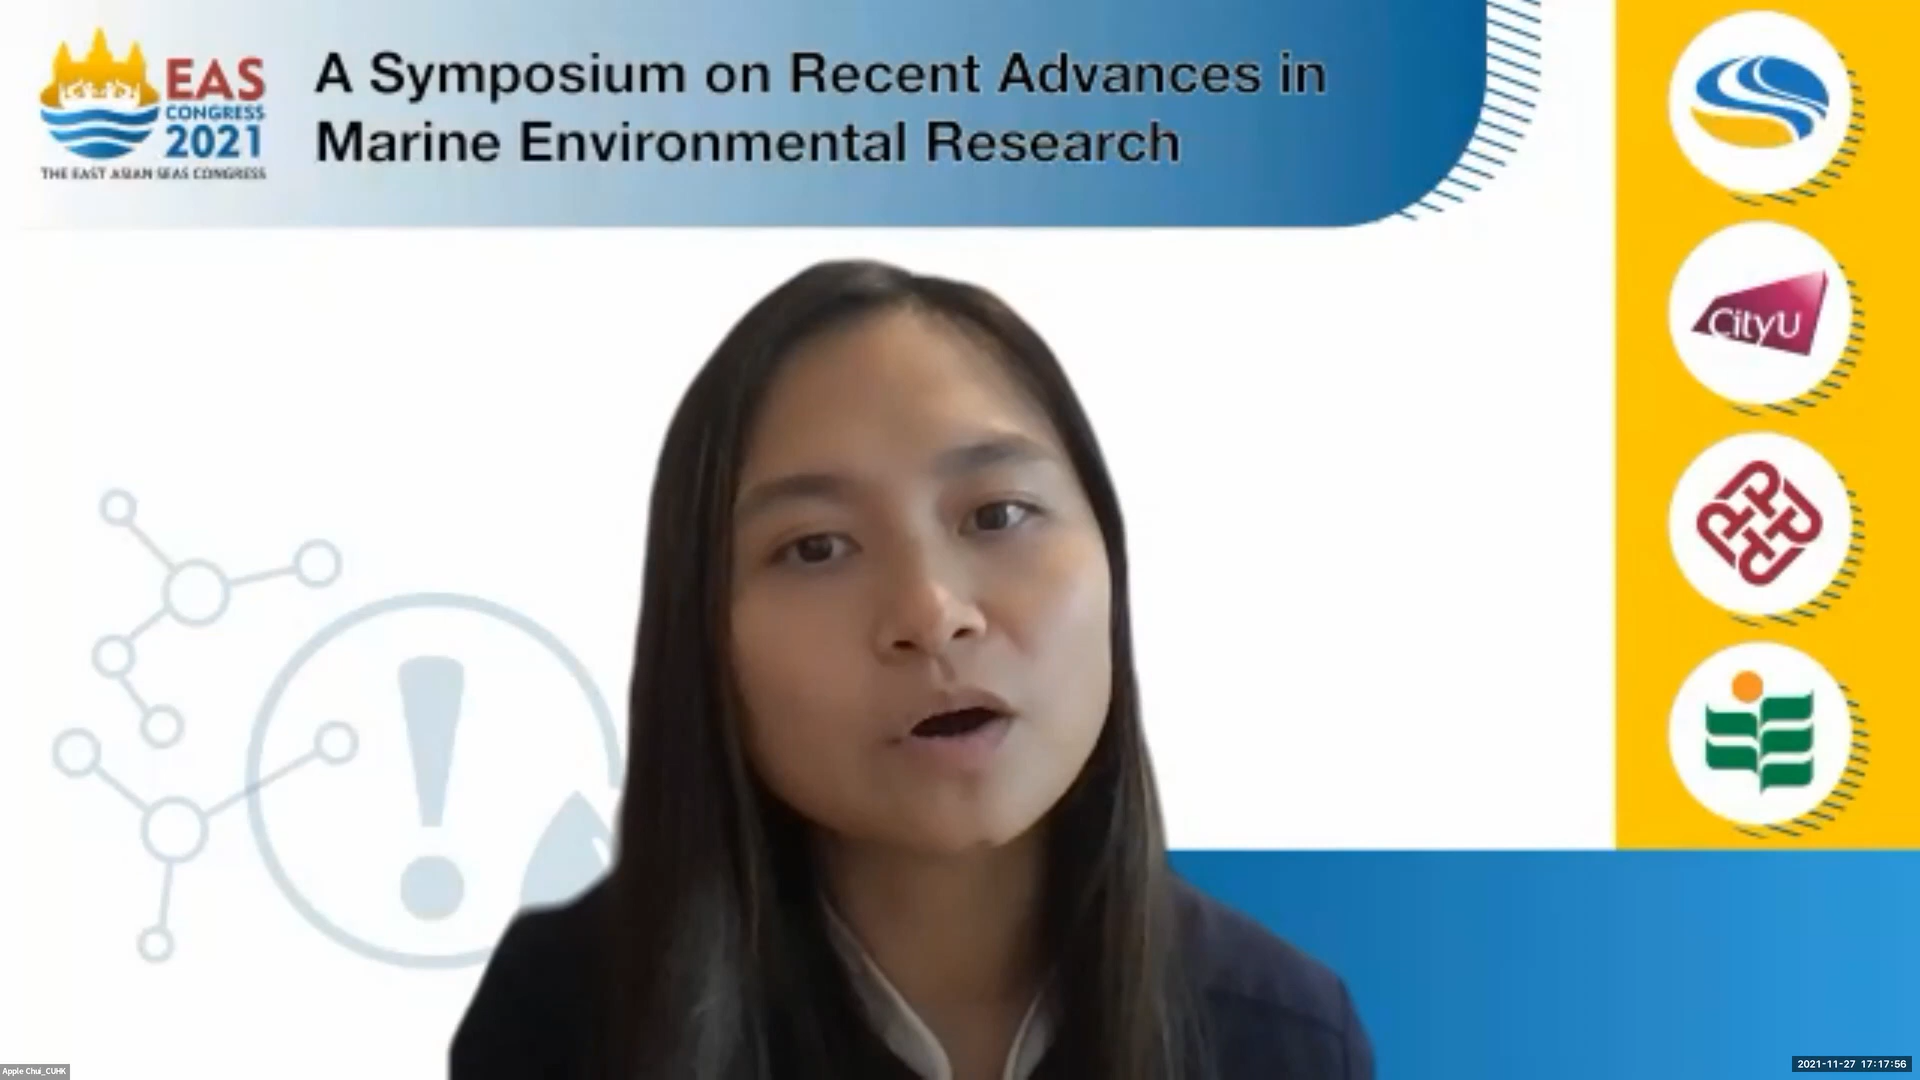 EAS
CONGRESS
2021
THE EAST ASIAN SEAS CONGRESS
A Symposium on Recent Advances in
Marine Environmental Research
CityU
Apple Chui_CUHK
2021-11-27 17:17:56